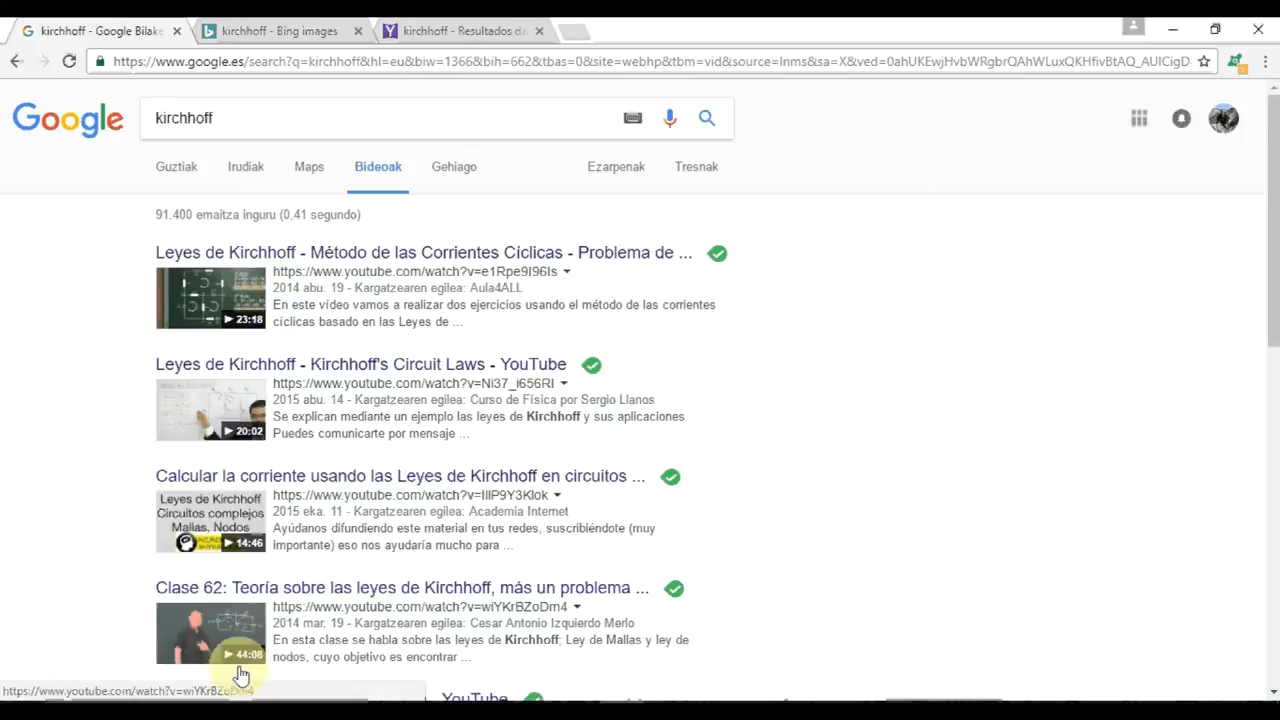 kirchhoff - Google Bilake
kirchhoff - Bing images
kirchhoff - Resultados de
https://www.google.es/search?q=kirchhoff&hl=eu&biw=1366&bih=662&tbas=0&site=webhp&tbm=vid&source=lnms&sa=X&ved=0ahUKEwjHvbWRgbrQAhWLuxQKHfivBtAQ_AUICigD
Google
kirchhoff
Guztiak
Irudiak
Maps
Bideoak
Gehiago
Ezarpenak
Tresnak
91.400 emaitza inguru (0,41 segundo)
Leyes de Kirchhoff - Método de las Corrientes Cíclicas - Problema de ...
https://www.youtube.com/watch?v=e1Rpe9I96Is
2014 abu. 19 - Kargatzearen egilea: Aula4ALL
En este vídeo vamos a realizar dos ejercicios usando el método de las corrientes
cíclicas basado en las Leyes de ...
23:18
Leyes de Kirchhoff - Kirchhoff's Circuit Laws - YouTube
https://www.youtube.com/watch?v=Ni37_i656RI
2015 abu. 14 - Kargatzearen egilea: Curso de Física por Sergio Llanos
Se explican mediante un ejemplo las leyes de Kirchhoff y sus aplicaciones
Puedes comunicarte por mensaje ...
20:02
Calcular la corriente usando las Leyes de Kirchhoff en circuitos ...
https://www.youtube.com/watch?v=IIlP9Y3Klok
2015 eka. 11 - Kargatzearen egilea: Academia Internet
Ayúdanos difundiendo este material en tus redes, suscribiéndote (muy
importante) eso nos ayudaría mucho para ...
Leyes de Kirchhoff
Circuitos complejos
Mallas, Nodos
14:46
Clase 62: Teoría sobre las leyes de Kirchhoff, más un problema ...
https://www.youtube.com/watch?v=wiYKrBZoDm4
2014 mar. 19 - Kargatzearen egilea: Cesar Antonio Izquierdo Merlo
En esta clase se habla sobre las leyes de Kirchhoff; Ley de Mallas y ley de
nodos, cuyo objetivo es encontrar ...
44:08
https://www.youtube.com/watch?v=wiYKrBZoDm4
YouTube